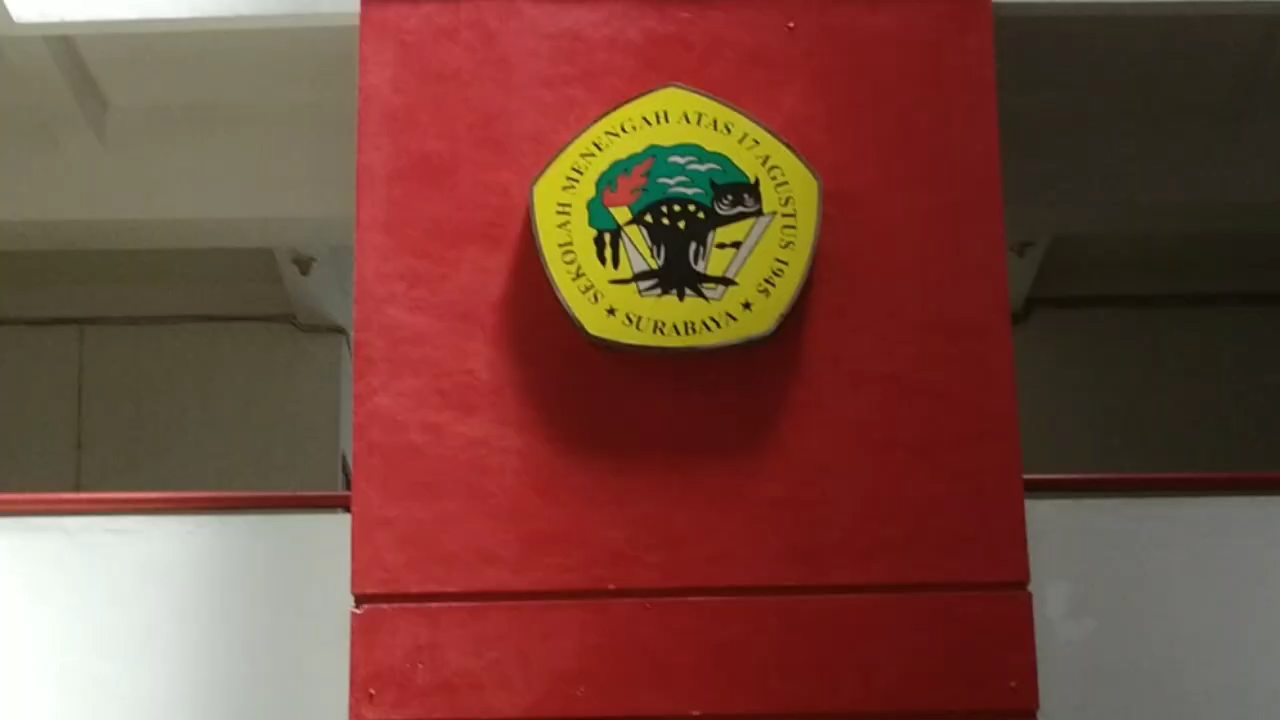 SEKOLAH MENENGAH ATAS 17 AGUSTUS 1945
★ SURABAYA ★